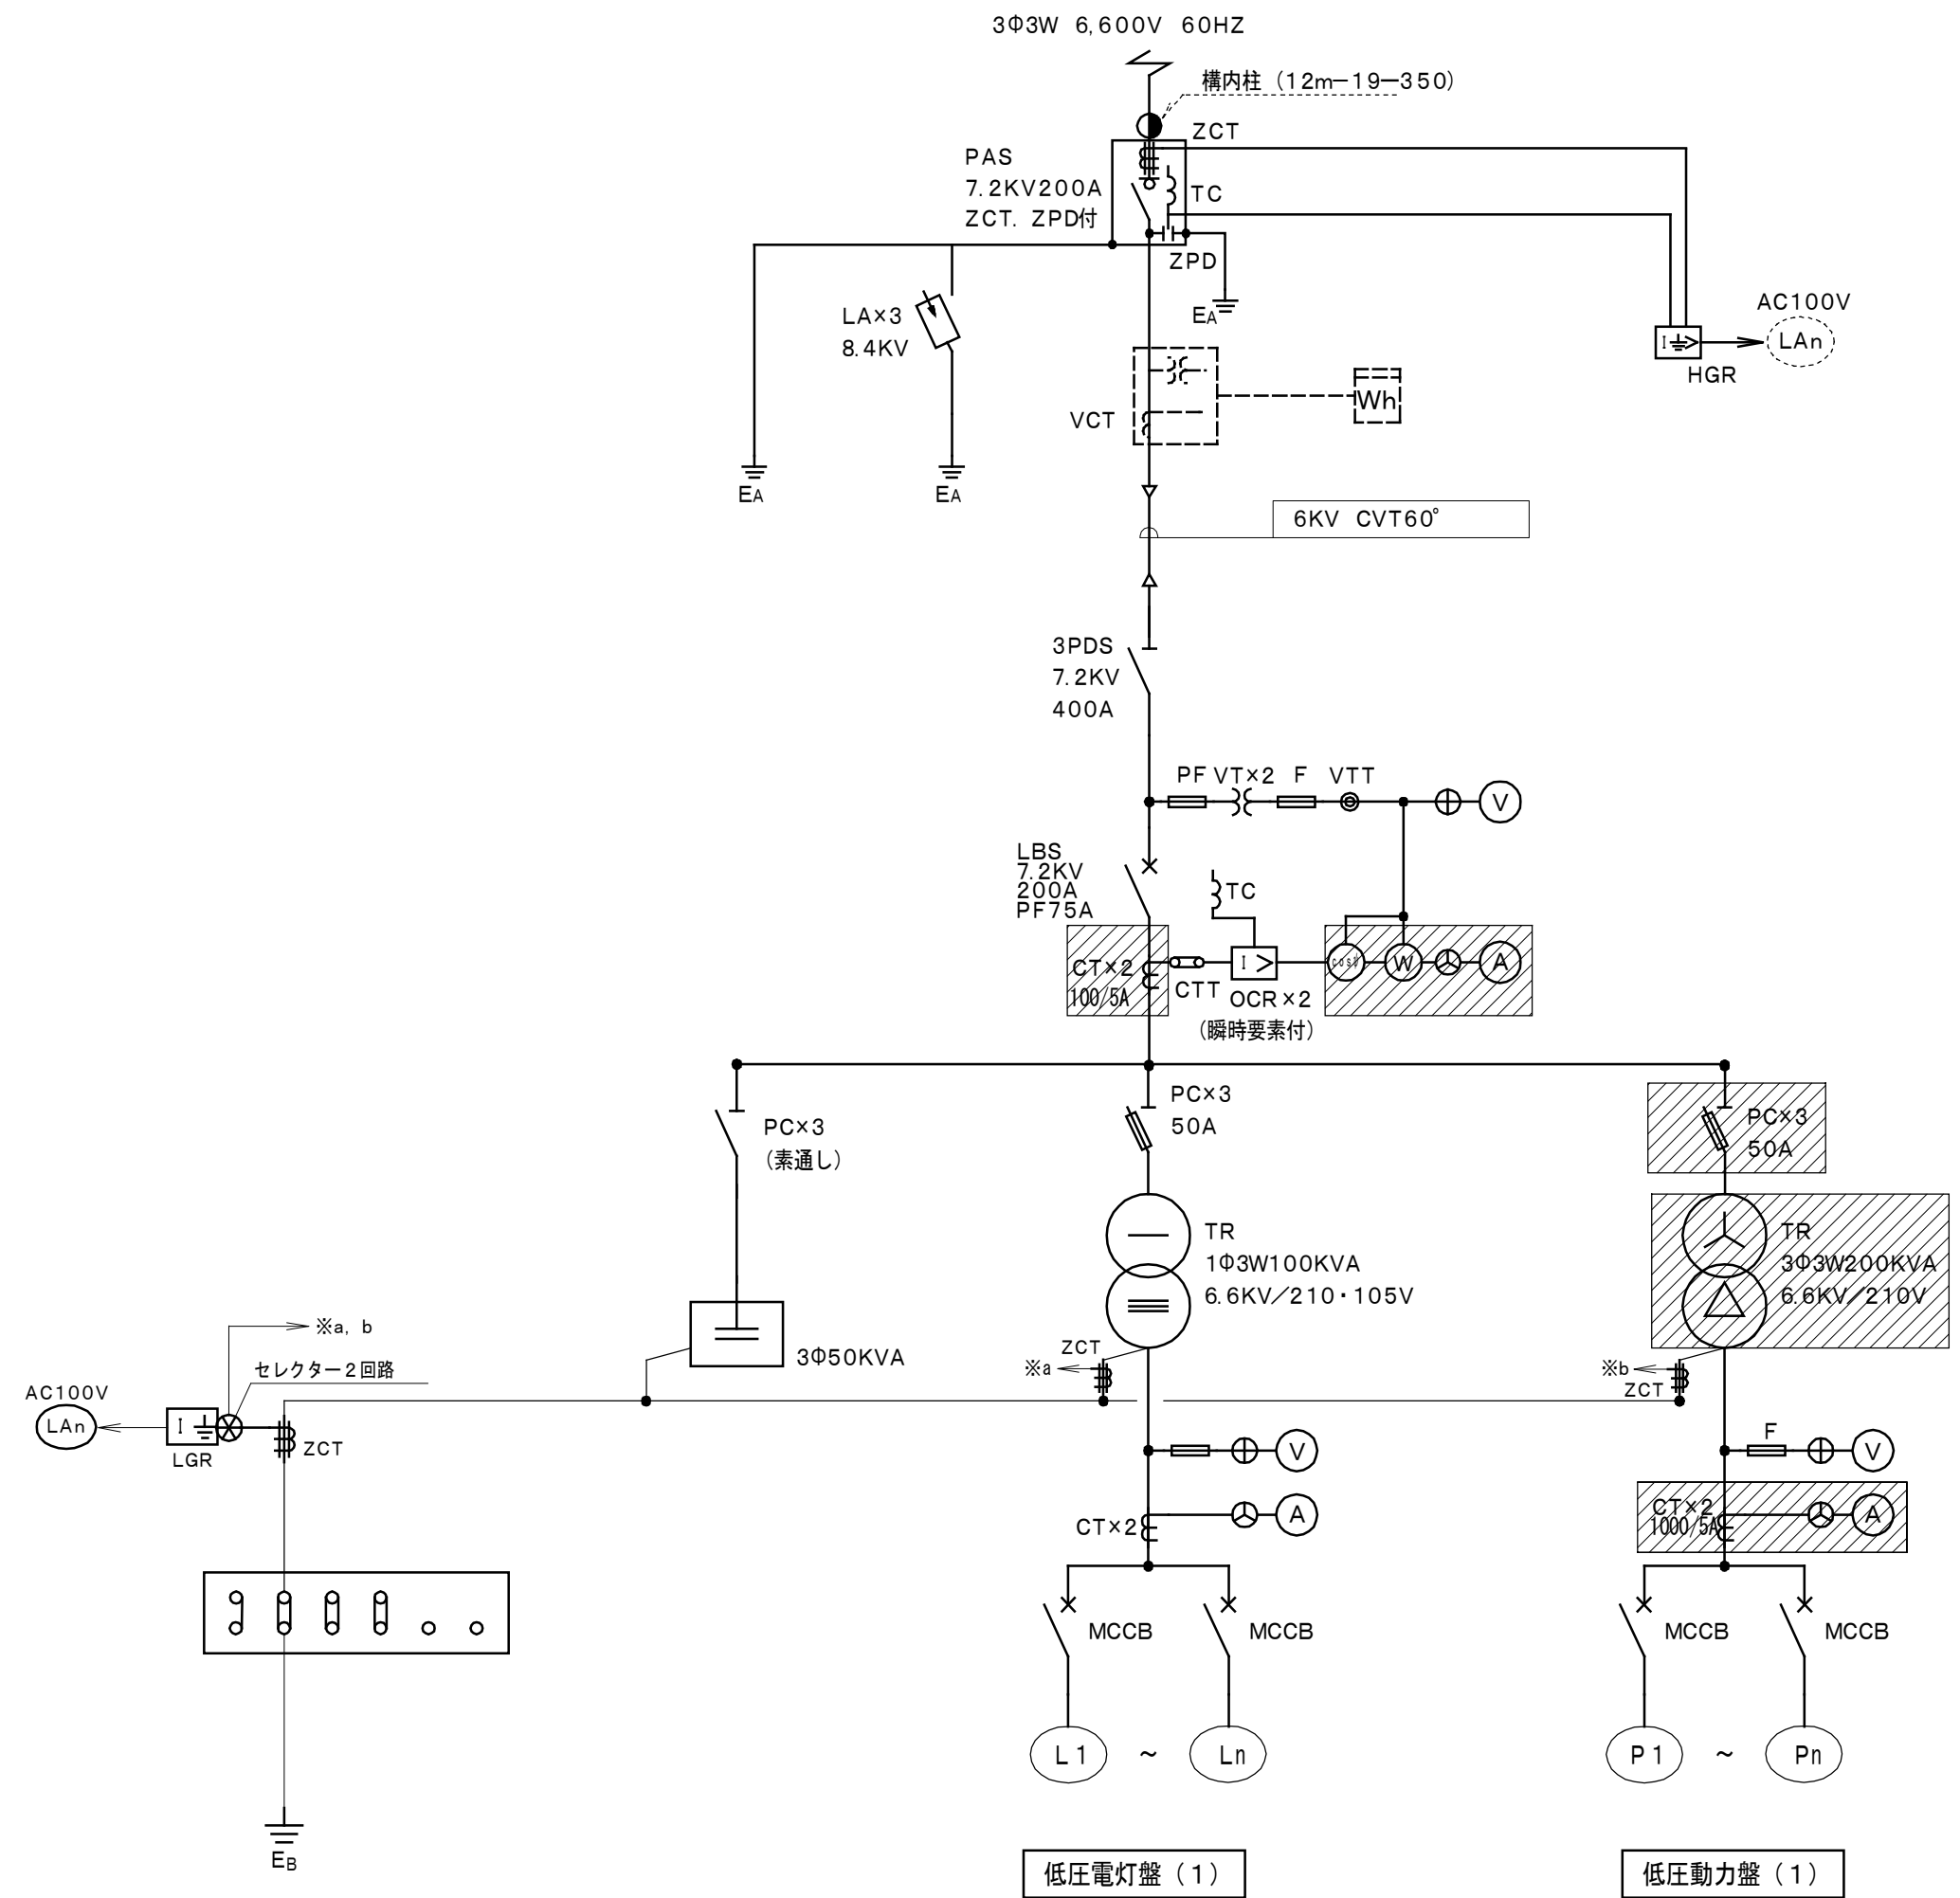 3Φ3W 6,600V 60HZ
構内柱（12m−19−350）
ZCT
PAS
7.2KV200A
ZCT. ZPD付
TC
ZPD
EA
LA×3
8.4KV
AC100V
I
LAn
HGR
VCT
Wh
EA
EA
6KV CVT60°
3PDS
7.2KV
400A
PF
VT×2
F
VTT
V
LBS
7.2KV
200A
PF75A
TC
CT×2
100/5A
CTT
I >
OCR×2
（瞬時要素付）
W
A
PC×3
（素通し）
PC×3
50A
PC×3
50A
TR
1Φ3W100KVA
6.6KV／210・105V
TR
3Φ3W200KVA
6.6KV／210V
3Φ50KVA
※a, b
セレクター２回路
ZCT
※a
※b
ZCT
AC100V
LAn
I
LGR
ZCT
V
F
V
CT×2
A
CT×2
1000/5A
A
MCCB
MCCB
MCCB
MCCB
L1
～
Ln
P1
～
Pn
EB
低圧電灯盤（１）
低圧動力盤（１）